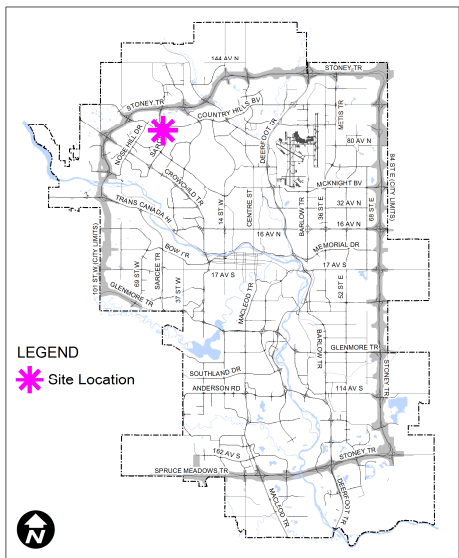 144 AV N
STONEY TR
STONEY TR
COUNTRY HILLS BV
METIS TR
NOSE HILL DR
SAR
DEERFOOT TR
80 AV N
84 ST E (CITY LIMITS)
CROWCHILD TR
MCKNIGHT BV
TRANS CANADA HI
14 ST W
CENTRE ST
BARLOW TR
36 ST E
32 AV N
68 ST E
16 AV N
16 AV N
101 ST W (CITY LIMITS)
69 ST W
SARCEE TR
BOW TR
MEMORIAL DR
37 ST W
17 AV S
17 AV S
MACLEOD TR
52 ST E
GLENMORE TR
BARLOW TR
LEGEND
GLENMORE TR
Site Location
SOUTHLAND DR
STONEY TR
ANDERSON RD
114 AV S
162 AV S
STONEY TR
SPRUCE MEADOWS TR
MACLEOD TR
DEERFOOT TR
N